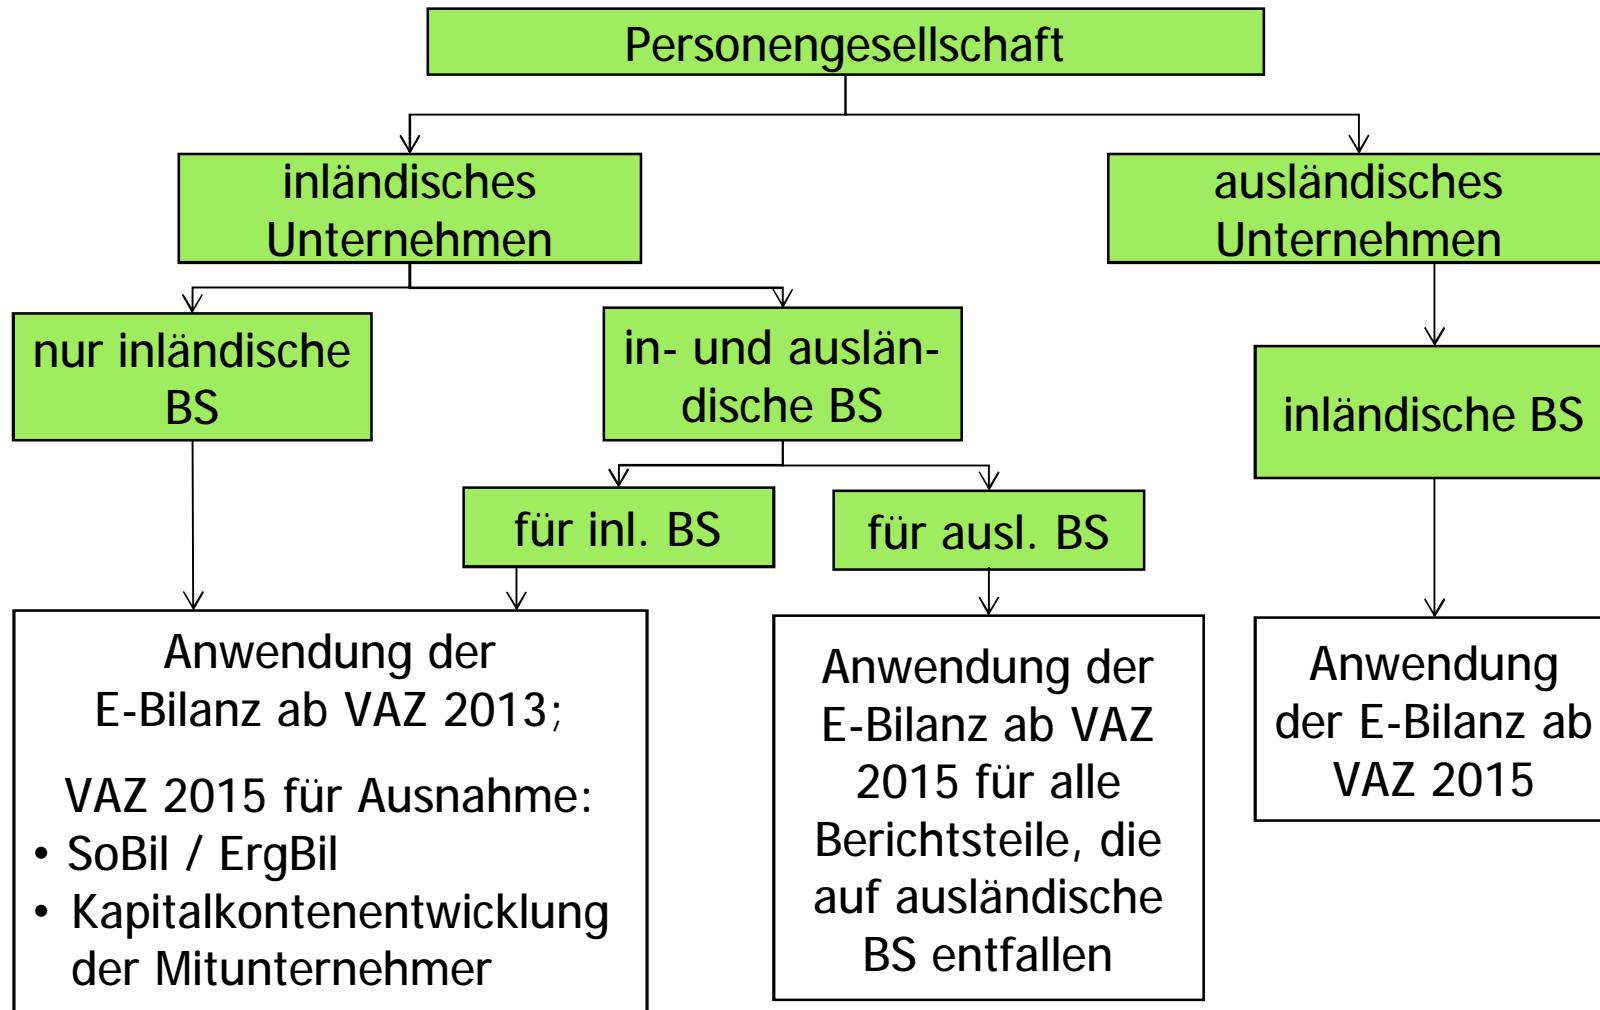 Personengesellschaft
inländisches
Unternehmen
ausländisches
Unternehmen
nur inländische
BS
in- und auslän-
dische BS
inländische BS
für inl. BS
für ausl. BS
Anwendung der
E-Bilanz ab VAZ 2013;
VAZ 2015 für Ausnahme:
• SoBil / ErgBil
• Kapitalkontenentwicklung
der Mitunternehmer
Anwendung der
E-Bilanz ab VAZ
2015 für alle
Berichtsteile, die
auf ausländische
BS entfallen
Anwendung
der E-Bilanz ab
VAZ 2015